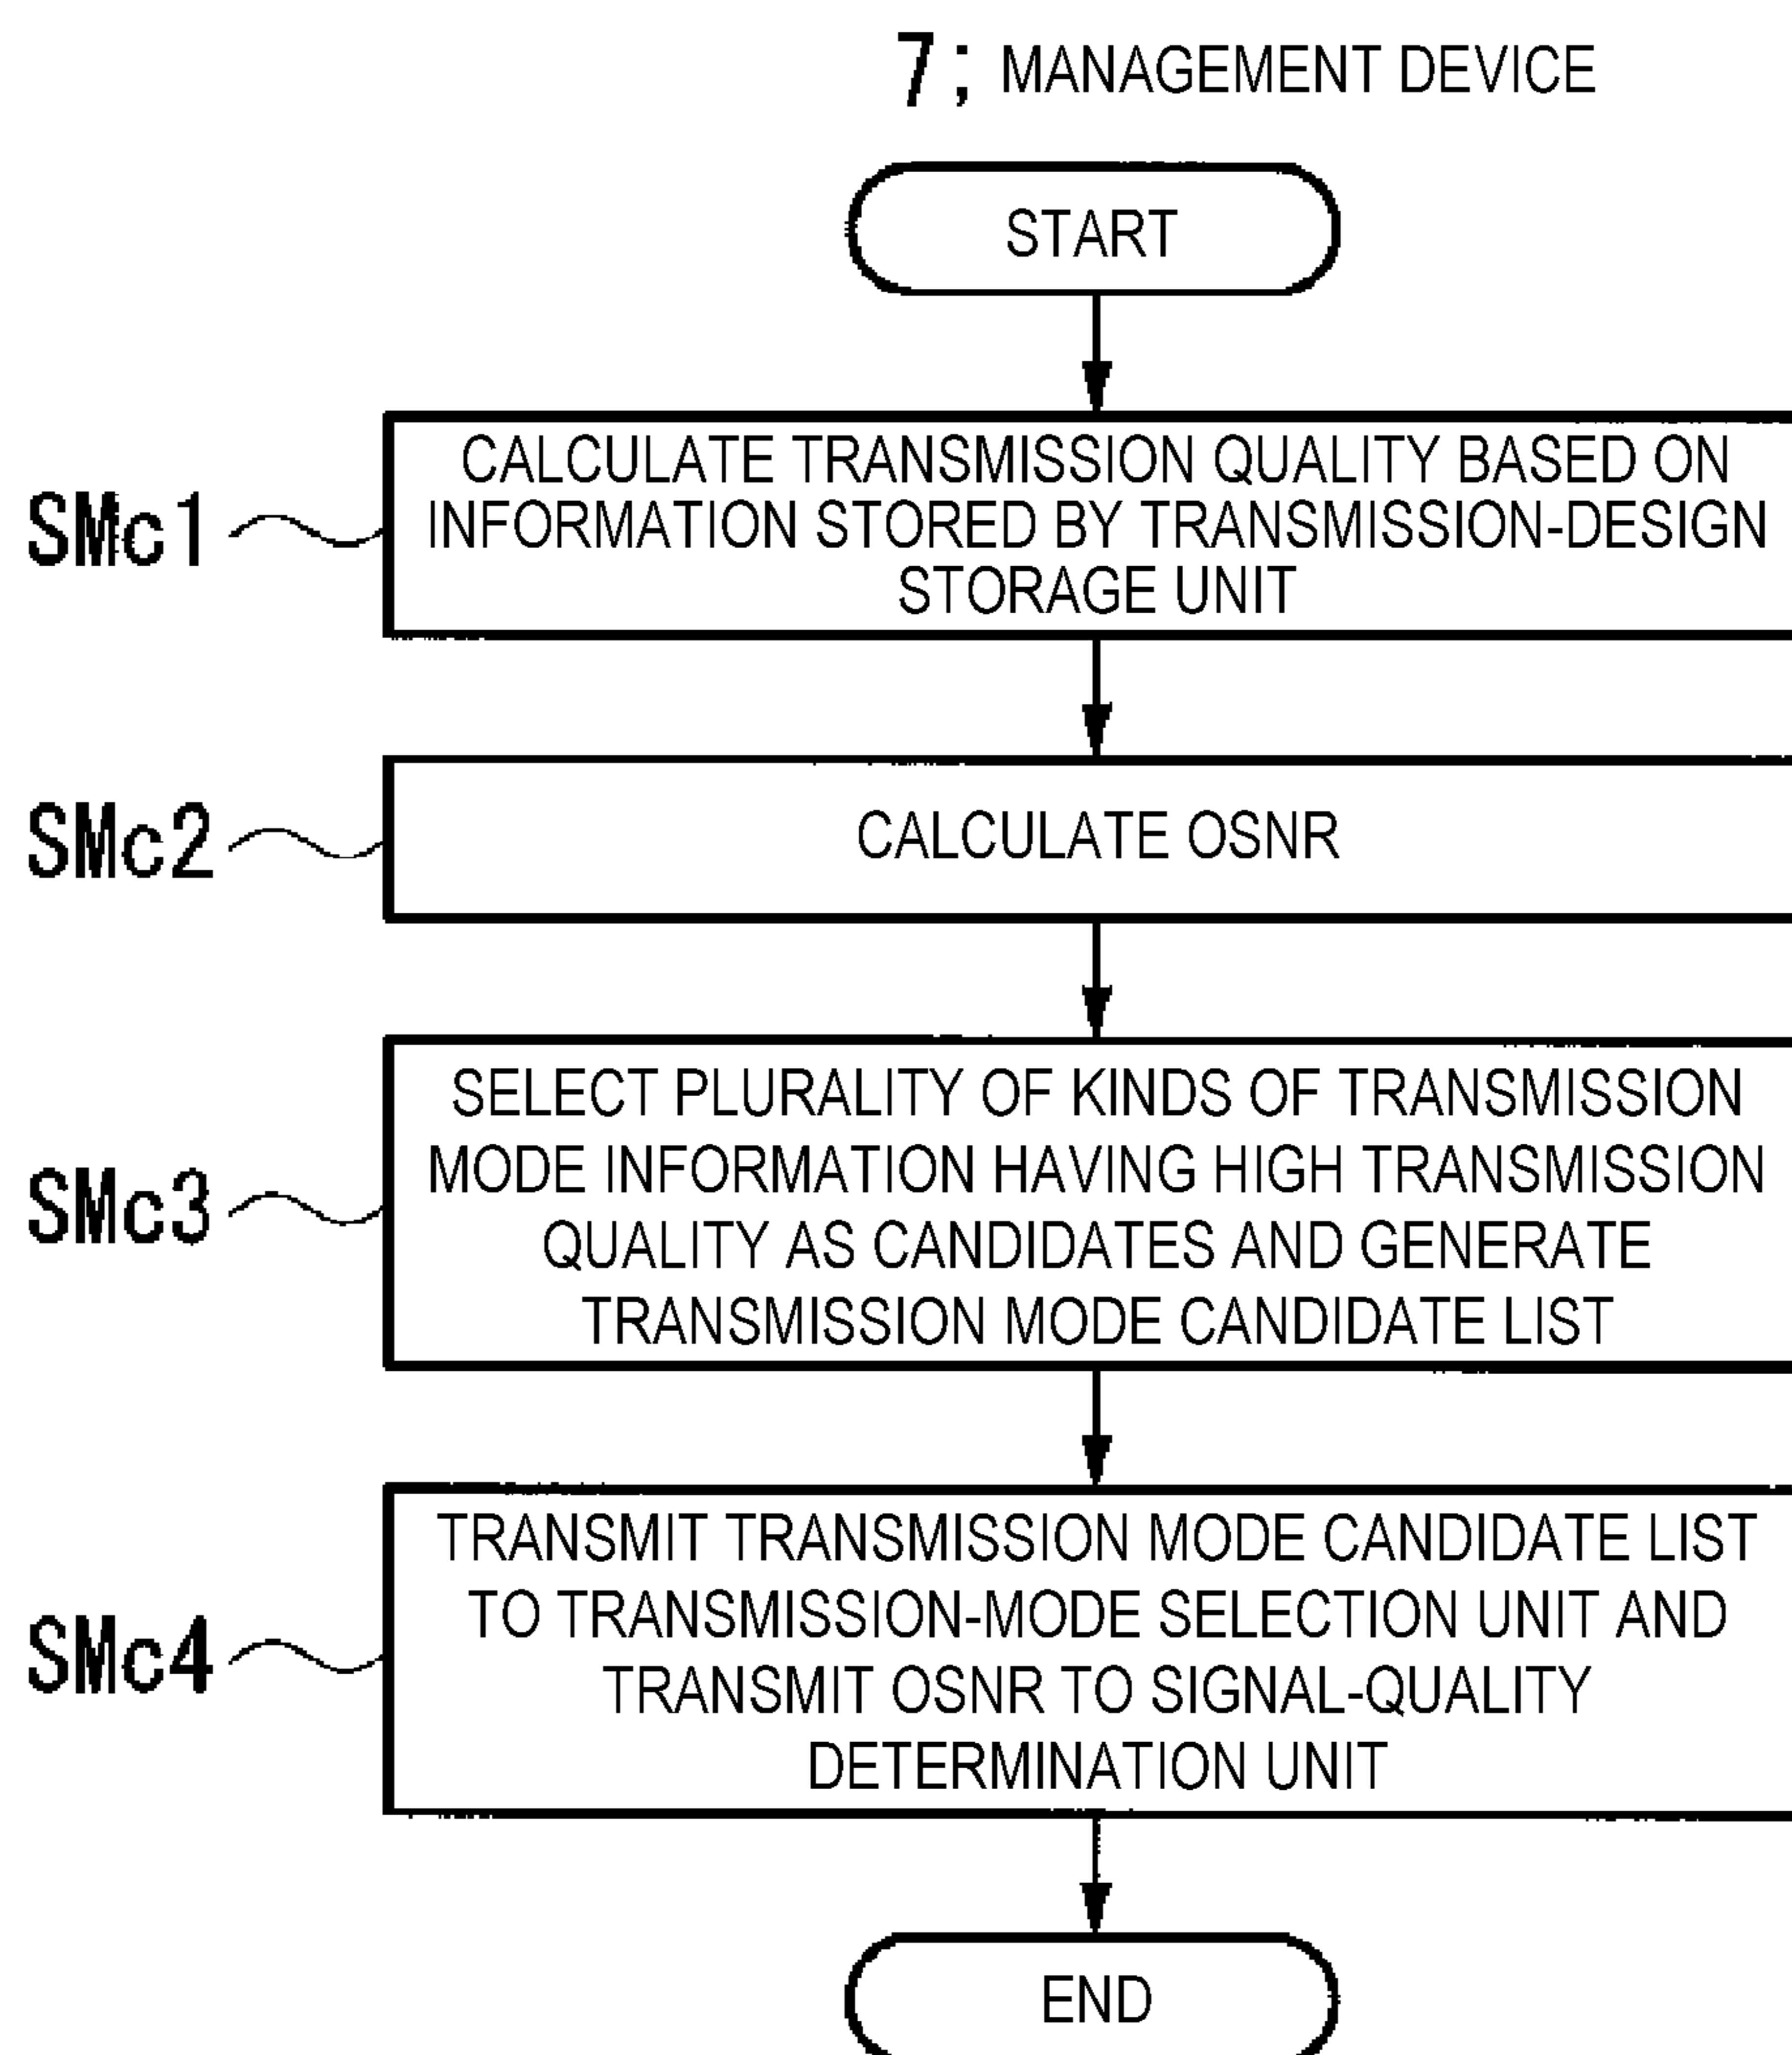 7; MANAGEMENT DEVICE
START
SMc1
CALCULATE TRANSMISSION QUALITY BASED ON
INFORMATION STORED BY TRANSMISSION-DESIGN
STORAGE UNIT
SMc2
CALCULATE OSNR
SMc3
SELECT PLURALITY OF KINDS OF TRANSMISSION
MODE INFORMATION HAVING HIGH TRANSMISSION
QUALITY AS CANDIDATES AND GENERATE
TRANSMISSION MODE CANDIDATE LIST
SMc4
TRANSMIT TRANSMISSION MODE CANDIDATE LIST
TO TRANSMISSION-MODE SELECTION UNIT AND
TRANSMIT OSNR TO SIGNAL-QUALITY
DETERMINATION UNIT
END